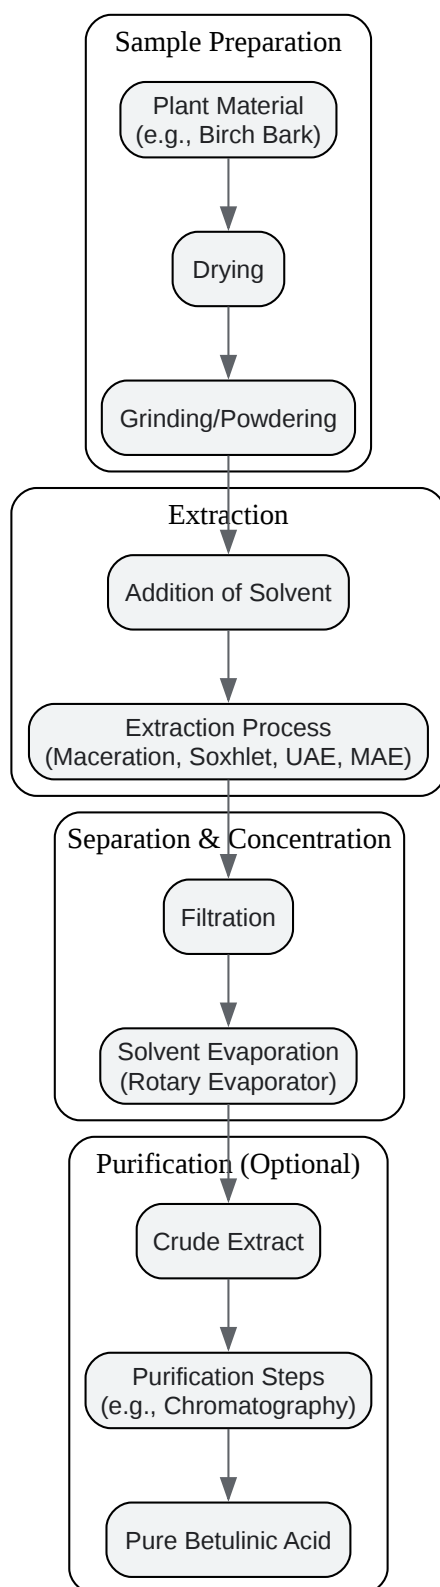 Sample Preparation
Plant Material
(e.g., Birch Bark)
Drying
Grinding/Powdering
Extraction
Addition of Solvent
Extraction Process
(Maceration, Soxhlet, UAE, MAE)
Separation & Concentration
Filtration
Solvent Evaporation
(Rotary Evaporator)
Purification (Optional)
Crude Extract
Purification Steps
(e.g., Chromatography)
Pure Betulinic Acid